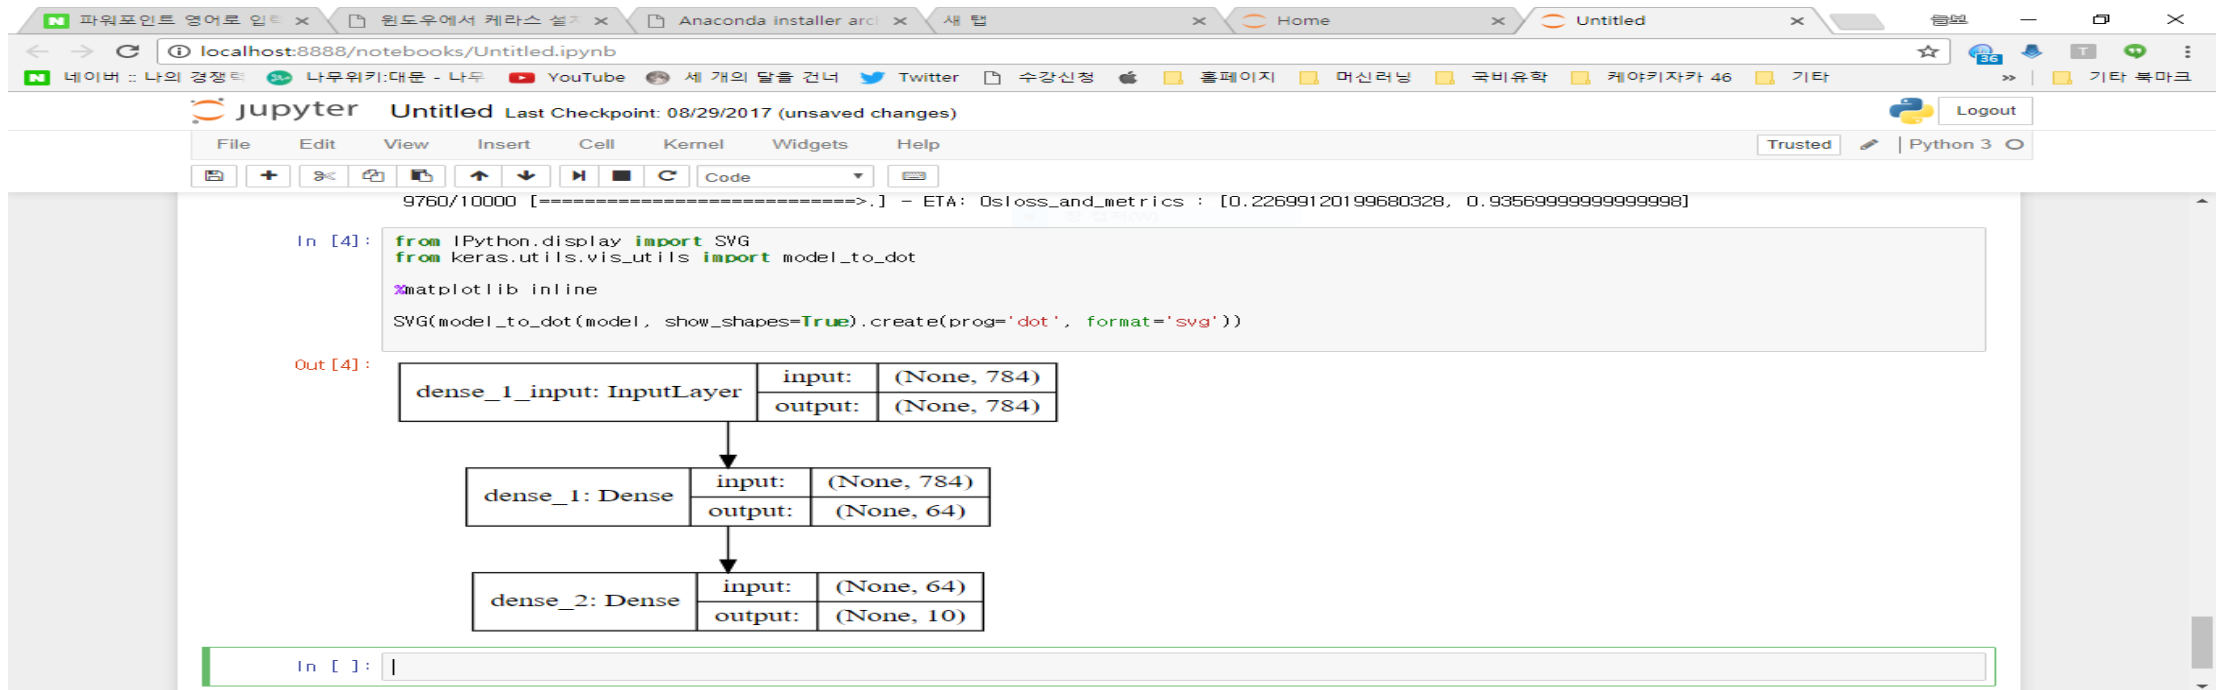 파워포인트 영어로 입력
윈도우에서 케라스 설치
Anaconda installer arc
새 탭
Home
Untitled
localhost:8888/notebooks/Untitled.ipynb
36
네이버 :: 나의 경쟁력
나무위키:대문 - 나무
YouTube
세 개의 달을 건너
Twitter
수강신청
홈페이지
머신러닝
국비유학
케야키자카 46
기타
»
기타 북마크
jupyter Untitled Last Checkpoint: 08/29/2017 (unsaved changes)
Logout
File Edit View Insert Cell Kernel Widgets Help
Trusted
Python 3
Code
9760/10000 [============================>.] - ETA: 0sloss_and_metrics : [0.22699120199680328, 0.93569999999999998]
In [4]:
from IPython.display import SVG
from keras.utils.vis_utils import model_to_dot
%matplotlib inline
SVG(model_to_dot(model, show_shapes=True).create(prog='dot', format='svg'))
Out[4]:
dense_1_input: InputLayer
input: (None, 784)
output: (None, 784)
dense_1: Dense
input: (None, 784)
output: (None, 64)
dense_2: Dense
input: (None, 64)
output: (None, 10)
In [ ]: